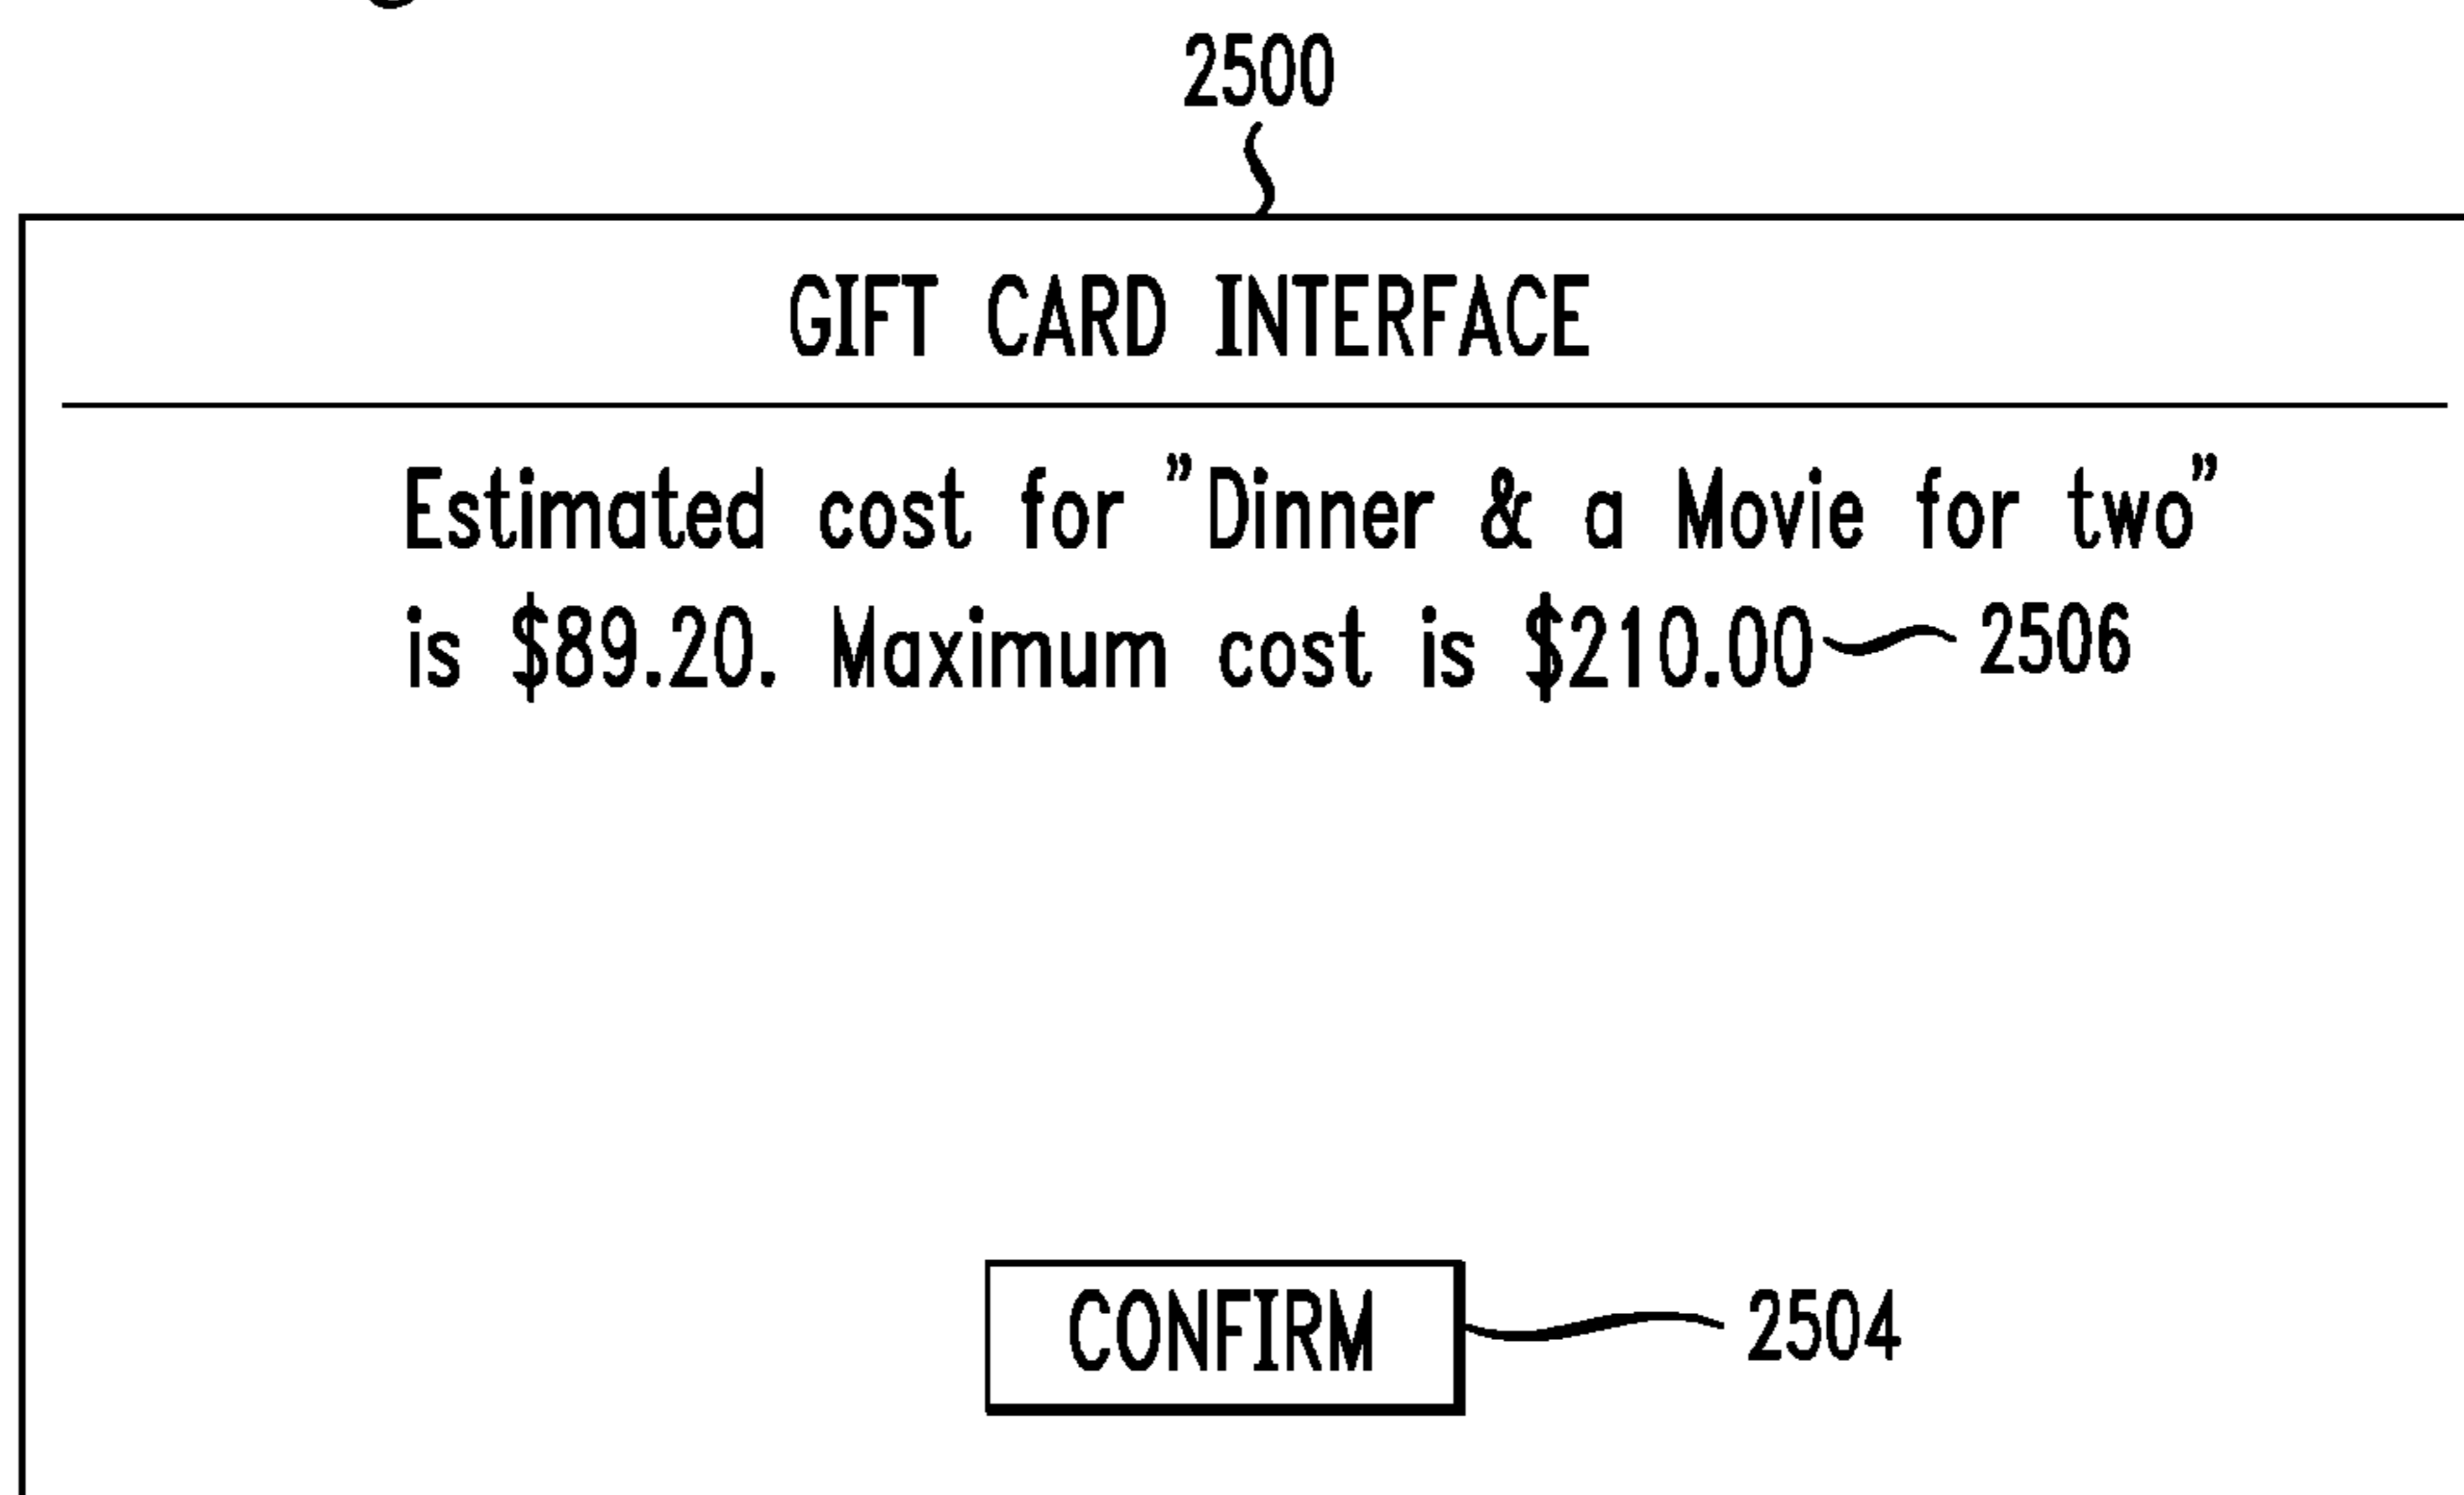 2500
GIFT CARD INTERFACE
Estimated cost for ”Dinner & a Movie for two”
is $89.20. Maximum cost is $210.00 2506
CONFIRM 2504